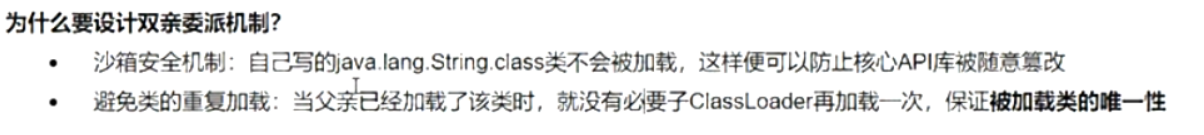 为什么要设计双亲委派机制？
• 沙箱安全机制：自己写的java.lang.String.class类不会被加载，这样便可以防止核心API库被随意篡改
• 避免类的重复加载：当父亲已经加载了该类时，就没有必要子ClassLoader再加载一次，保证被加载类的唯一性